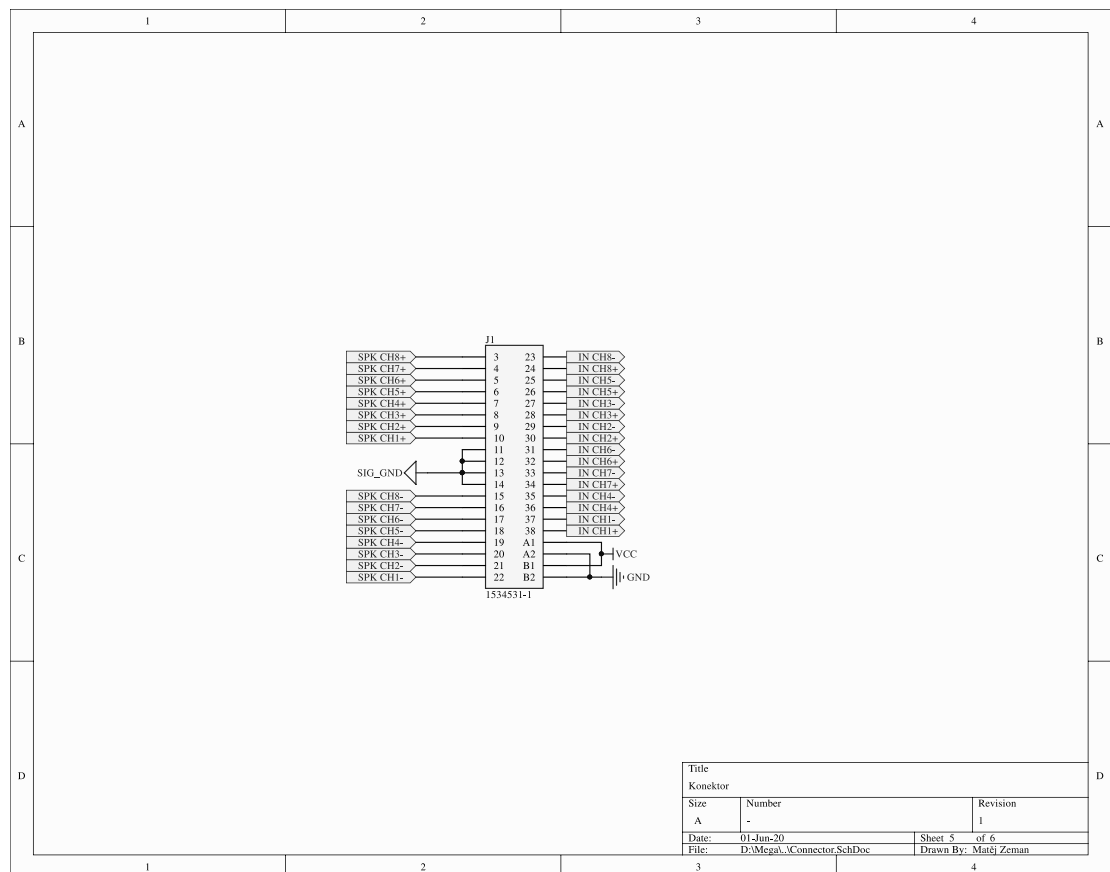 1 2 3 4
A A
B B
J1
SPK CH8+ 3 23 IN CH8-
SPK CH7+ 4 24 IN CH8+
SPK CH6+ 5 25 IN CH5-
SPK CH5+ 6 26 IN CH5+
SPK CH4+ 7 27 IN CH3-
SPK CH3+ 8 28 IN CH3+
SPK CH2+ 9 29 IN CH2-
SPK CH1+ 10 30 IN CH2+
11 31 IN CH6-
12 32 IN CH6+
SIG_GND 13 33 IN CH7-
14 34 IN CH7+
SPK CH8- 15 35 IN CH4-
SPK CH7- 16 36 IN CH4+
SPK CH6- 17 37 IN CH1-
SPK CH5- 18 38 IN CH1+
SPK CH4- 19 A1
SPK CH3- 20 A2 VCC
SPK CH2- 21 B1
SPK CH1- 22 B2 GND
1534531-1
C C
D D
Title
Konektor
Size Number Revision
A - 1
Date: 01-Jun-20 Sheet 5 of 6
File: D:\Mega\..\Connector.SchDoc Drawn By: Matěj Zeman
1 2 3 4